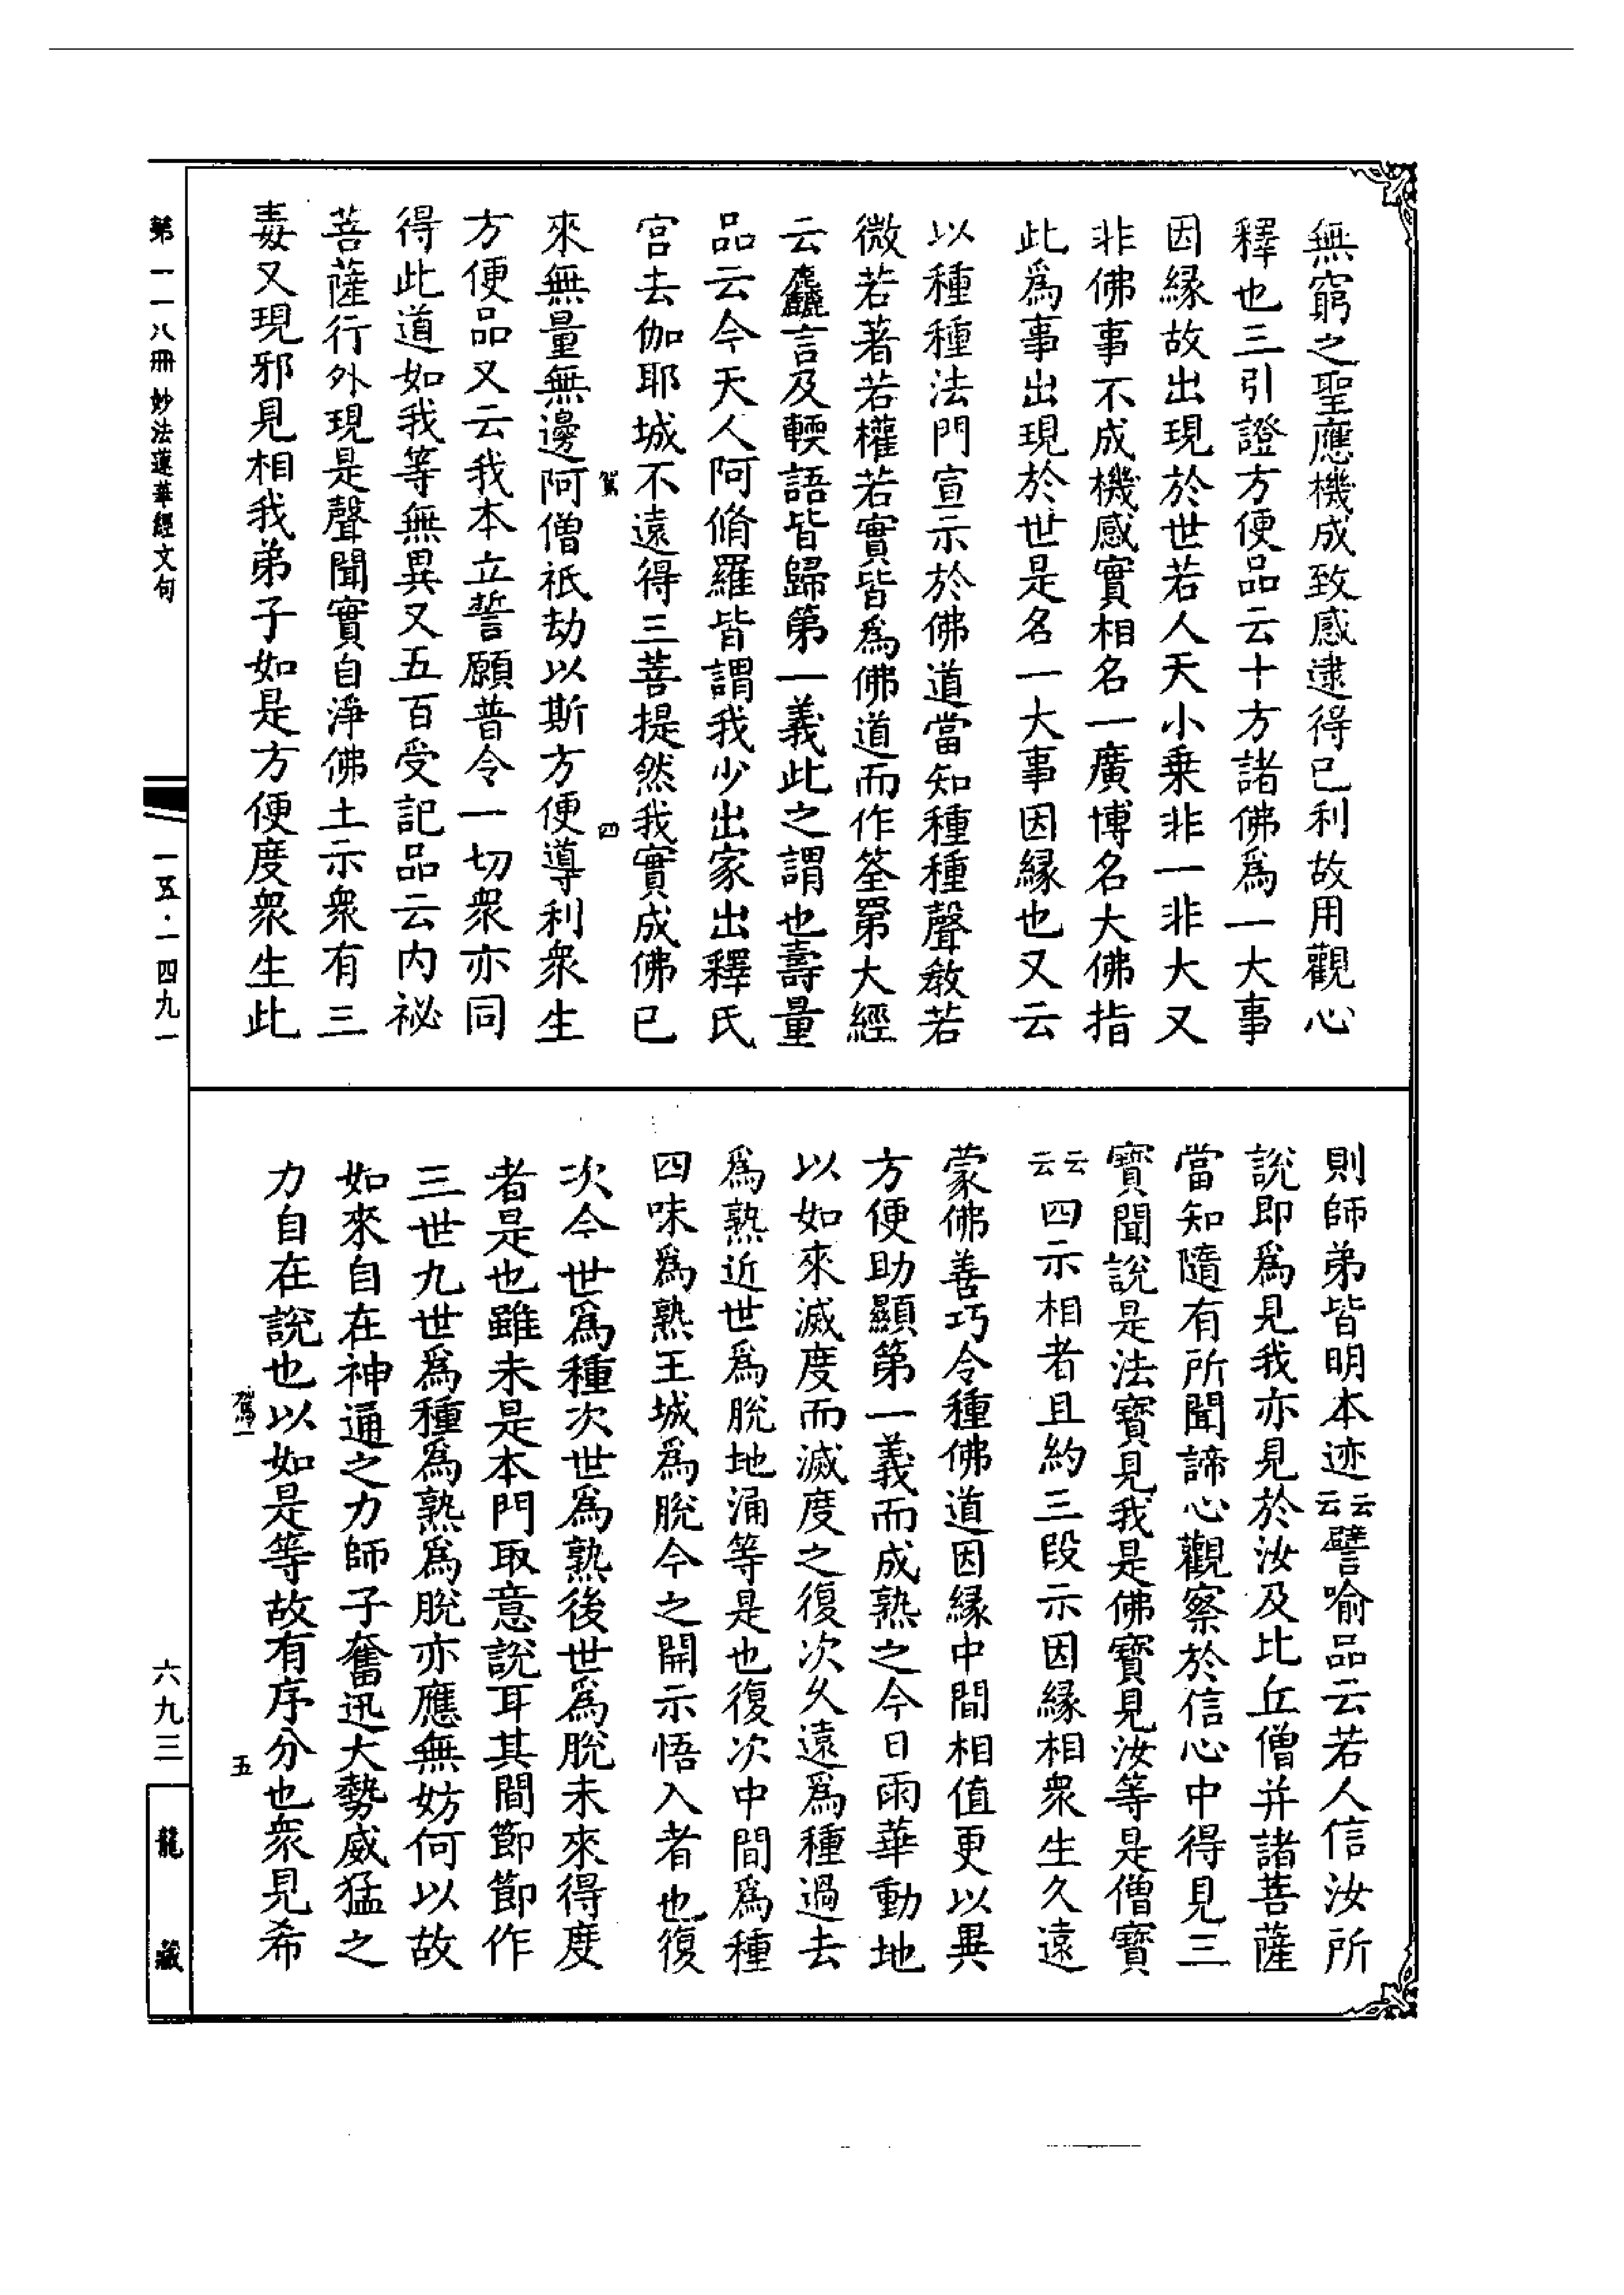 無窮之聖應機成致感逮得已利故用觀心
釋也三引證方便品云十方諸佛爲一大事
因緣故出現於世若人天小乗非一非大又
非佛事不成機感實相名一廣博名大佛指
此爲事出現於世是名一大事因緣也又云
以種種法門宣示於佛道當知種種聲教若
微若著若權若實皆爲佛道而作筌罤大經
云麤言及輭語皆歸第一義此之謂也壽量
品云今天人阿脩羅皆謂我少出家出釋氏
宮去伽耶城不遠得三菩提然我實成佛已
駕 四
來無量無邊阿僧祇劫以斯方便導利衆生
方便品又云我本立誓願普令一切衆亦同
得此道如我等無異又五百受記品云内祕
菩薩行外現是聲聞實自淨佛土示衆有三
毒又現邪見相我弟子如是方便度衆生此
則師弟皆明本迹云云譬喻品云若人信汝所
說即爲見我亦見於汝及比丘僧并諸菩薩
當知隨有所聞諦心觀察於信心中得見三
寶聞說是法寶見我是佛寶見汝等是僧寶
云云四示相者且約三段示因緣相衆生久遠
蒙佛善巧令種佛道因緣中間相值更以異
方便助顯第一義而成熟之今日雨華動地
以如來滅度而滅度之復次久遠爲種過去
爲熟近世爲脫地涌等是也復次中間爲種
四味爲熟王城爲脫今之開示悟入者也復
次今世爲種次世爲熟後世爲脫未來得度
者是也雖未是本門取意說耳其間節節作
三世九世爲種爲熟爲脫亦應無妨何以故
如來自在神通之力師子奮迅大勢威猛之
力自在說也以如是等故有序分也衆見希
駕一 五
第一一八冊 妙法蓮華經文句
一五·一四九一
六九三
龍藏